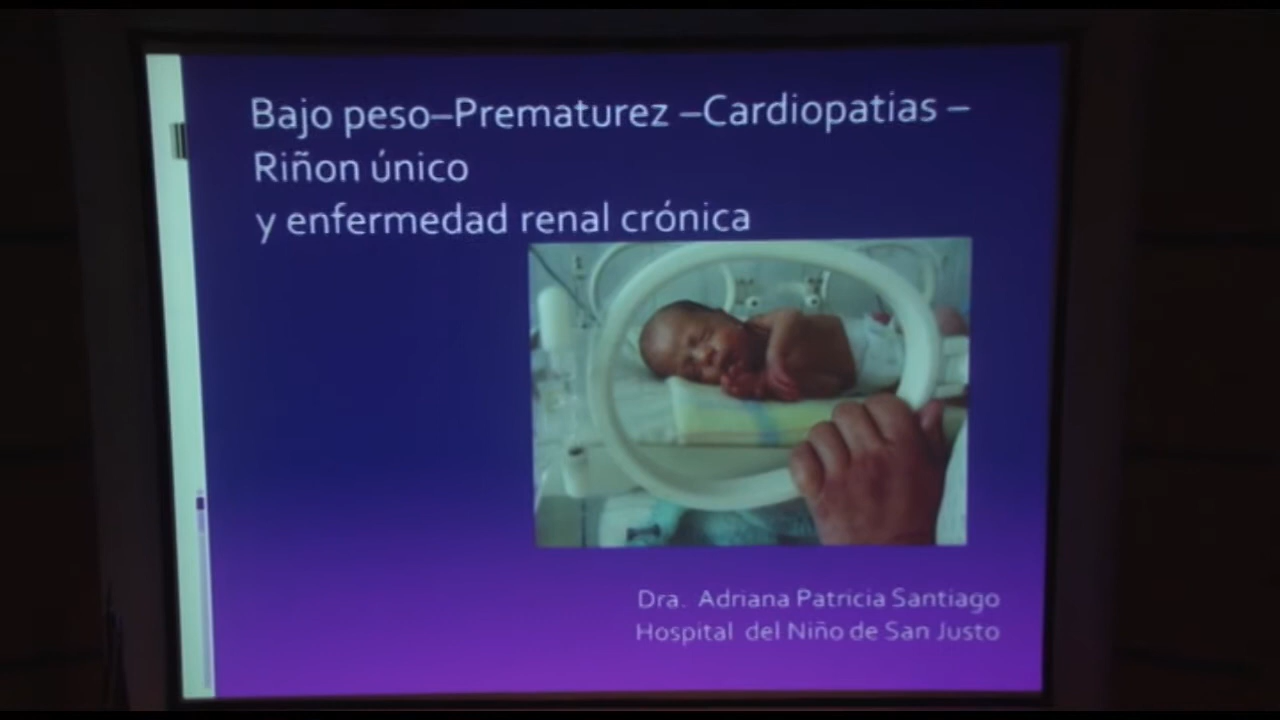 Bajo peso–Prematurez –Cardiopatias –
Riñon único
y enfermedad renal crónica
Dra. Adriana Patricia Santiago
Hospital del Niño de San Justo